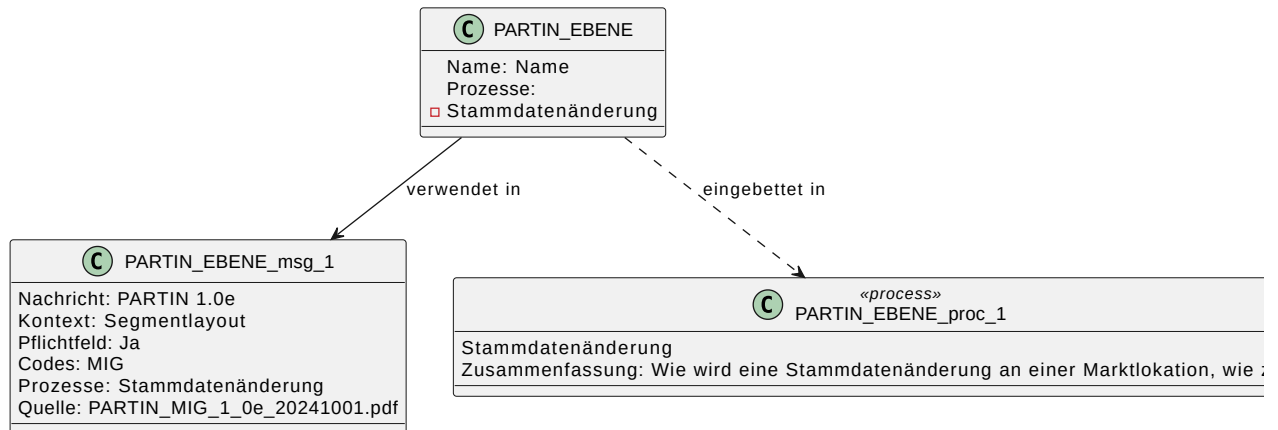 C PARTIN_EBENE
Name: Name
Prozesse:
Stammdatenänderung
verwendet in
eingebettet in
C PARTIN_EBENE_msg_1
Nachricht: PARTIN 1.0e
Kontext: Segmentlayout
Pflichtfeld: Ja
Codes: MIG
Prozesse: Stammdatenänderung
Quelle: PARTIN_MIG_1_0e_20241001.pdf
C «process»
PARTIN_EBENE_proc_1
Stammdatenänderung
Zusammenfassung: Wie wird eine Stammdatenänderung an einer Marktlokation, wie